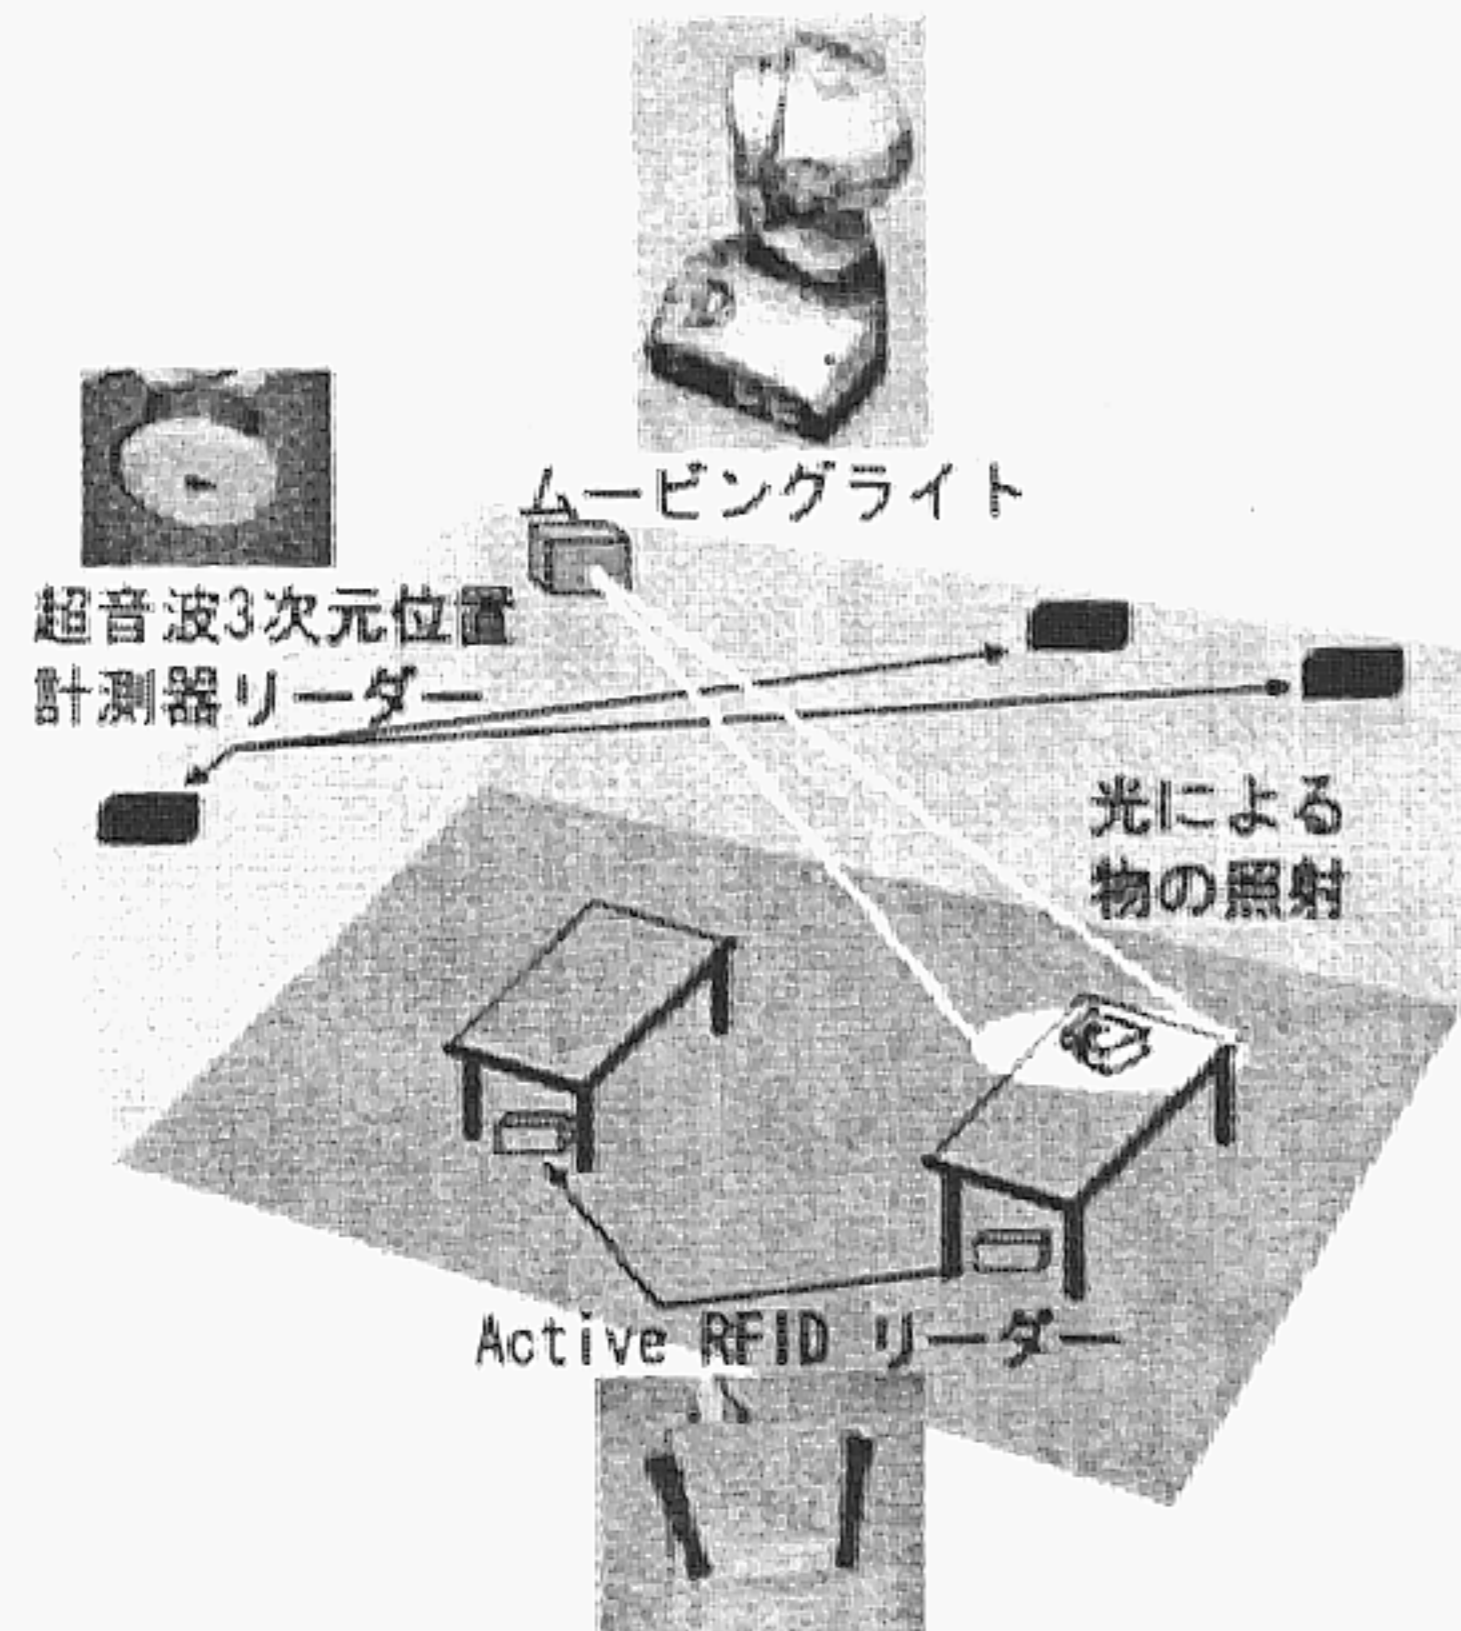 ムービングライト
超音波3次元位置
計測器リーダー
光による
物の照射
Active RFID リーダー